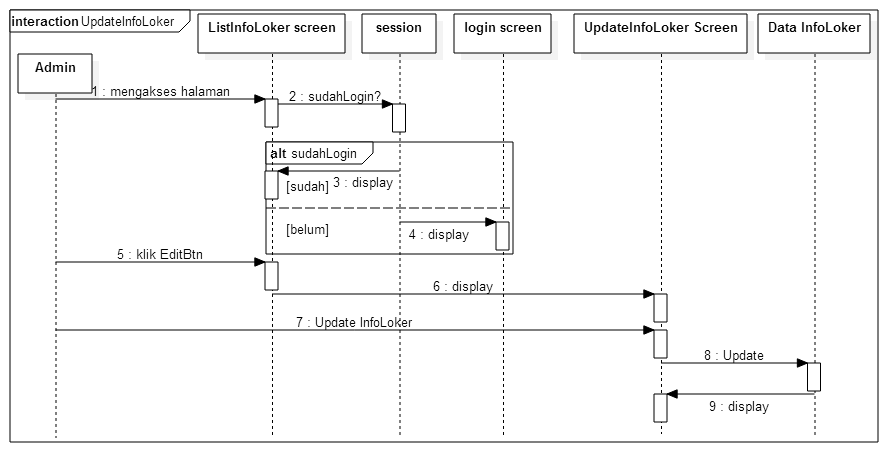 interaction UpdateInfoLoker
ListInfoLoker screen
session
login screen
UpdateInfoLoker Screen
Data InfoLoker
Admin
1 : mengakses halaman
2 : sudahLogin?
alt sudahLogin
3 : display
[sudah]
[belum]
4 : display
5 : klik EditBtn
6 : display
7 : Update InfoLoker
8 : Update
9 : display